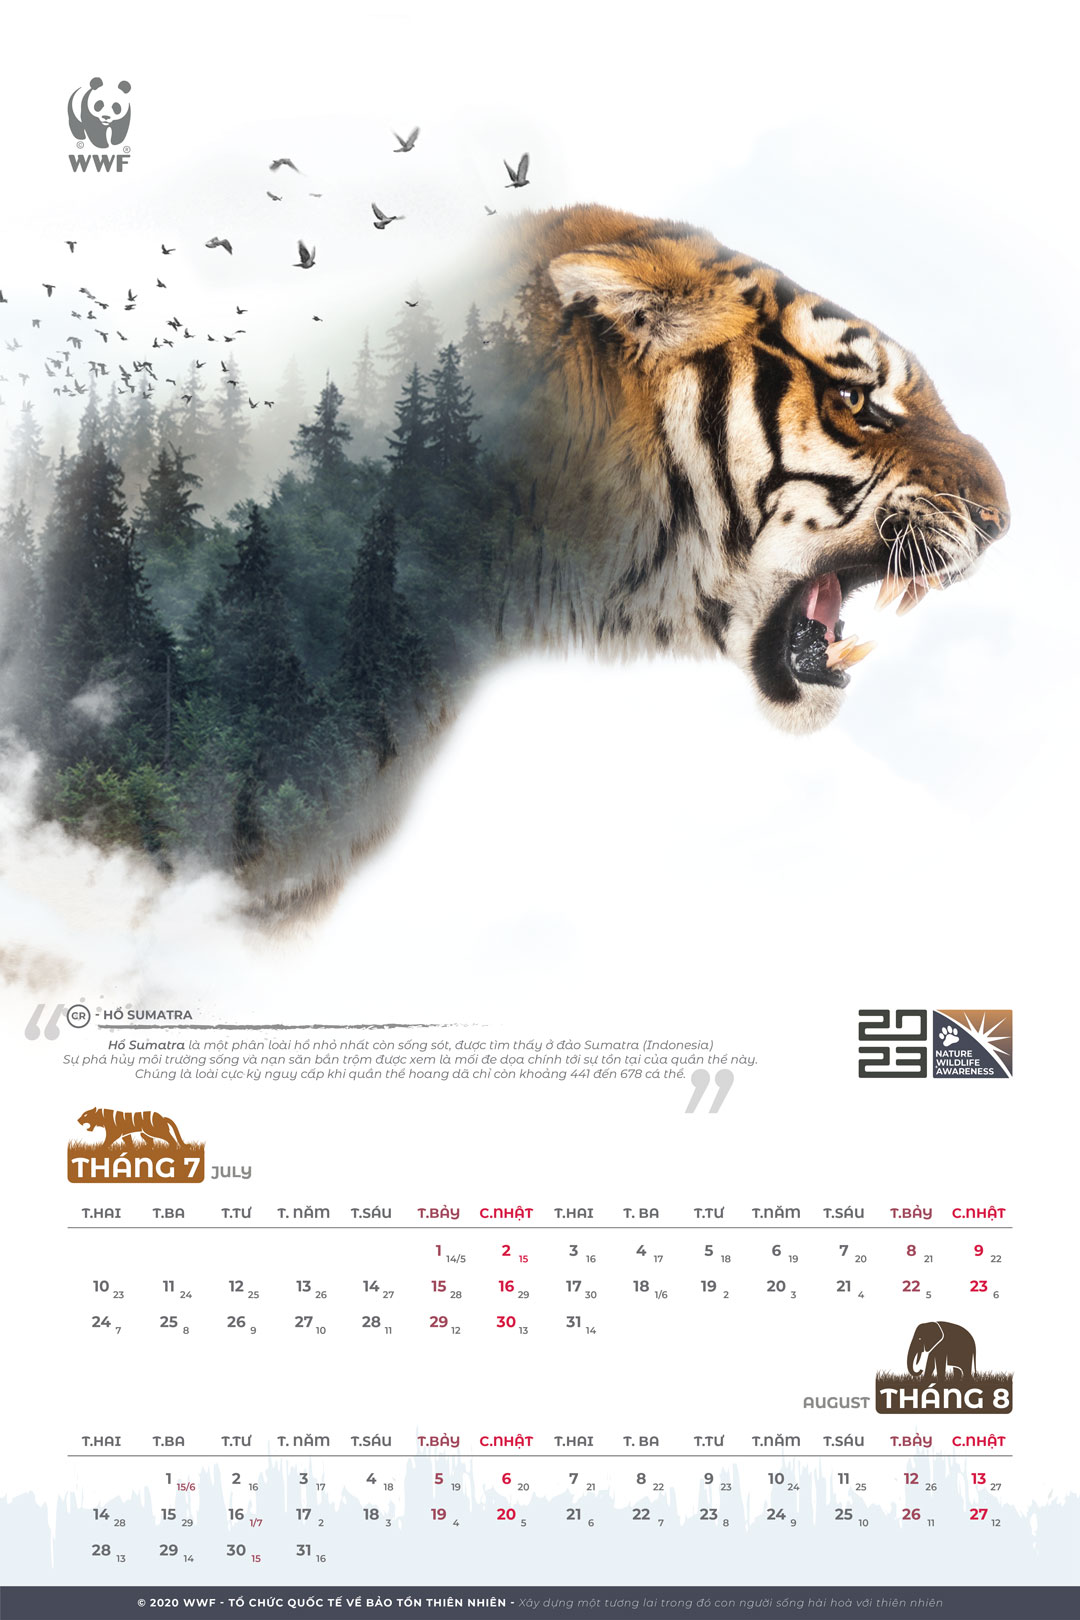 © ®
WWF
CR - HỔ SUMATRA
Hổ Sumatra là một phân loài hổ nhỏ nhất còn sống sót, được tìm thấy ở đảo Sumatra (Indonesia)
Sự phá hủy môi trường sống và nạn săn bắn trộm được xem là mối đe dọa chính tới sự tồn tại của quần thể này.
Chúng là loài cực kỳ nguy cấp khi quần thể hoang dã chỉ còn khoảng 441 đến 678 cá thể.
NATURE
WILDLIFE
AWARENESS
THÁNG 7 JULY
T.HAI T.BA T.TƯ T. NĂM T.SÁU T.BẢY C.NHẬT T.HAI T. BA T.TƯ T.NĂM T.SÁU T.BẢY C.NHẬT
1 14/5 2 15 3 16 4 17 5 18 6 19 7 20 8 21 9 22
10 23 11 24 12 25 13 26 14 27 15 28 16 29 17 30 18 1/6 19 2 20 3 21 4 22 5 23 6
24 7 25 8 26 9 27 10 28 11 29 12 30 13 31 14
AUGUST THÁNG 8
T.HAI T.BA T.TƯ T. NĂM T.SÁU T.BẢY C.NHẬT T.HAI T. BA T.TƯ T.NĂM T.SÁU T.BẢY C.NHẬT
1 15/6 2 16 3 17 4 18 5 19 6 20 7 21 8 22 9 23 10 24 11 25 12 26 13 27
14 28 15 29 16 1/7 17 2 18 3 19 4 20 5 21 6 22 7 23 8 24 9 25 10 26 11 27 12
28 13 29 14 30 15 31 16
© 2020 WWF - TỔ CHỨC QUỐC TẾ VỀ BẢO TỒN THIÊN NHIÊN - Xây dựng một tương lai trong đó con người sống hài hoà với thiên nhiên